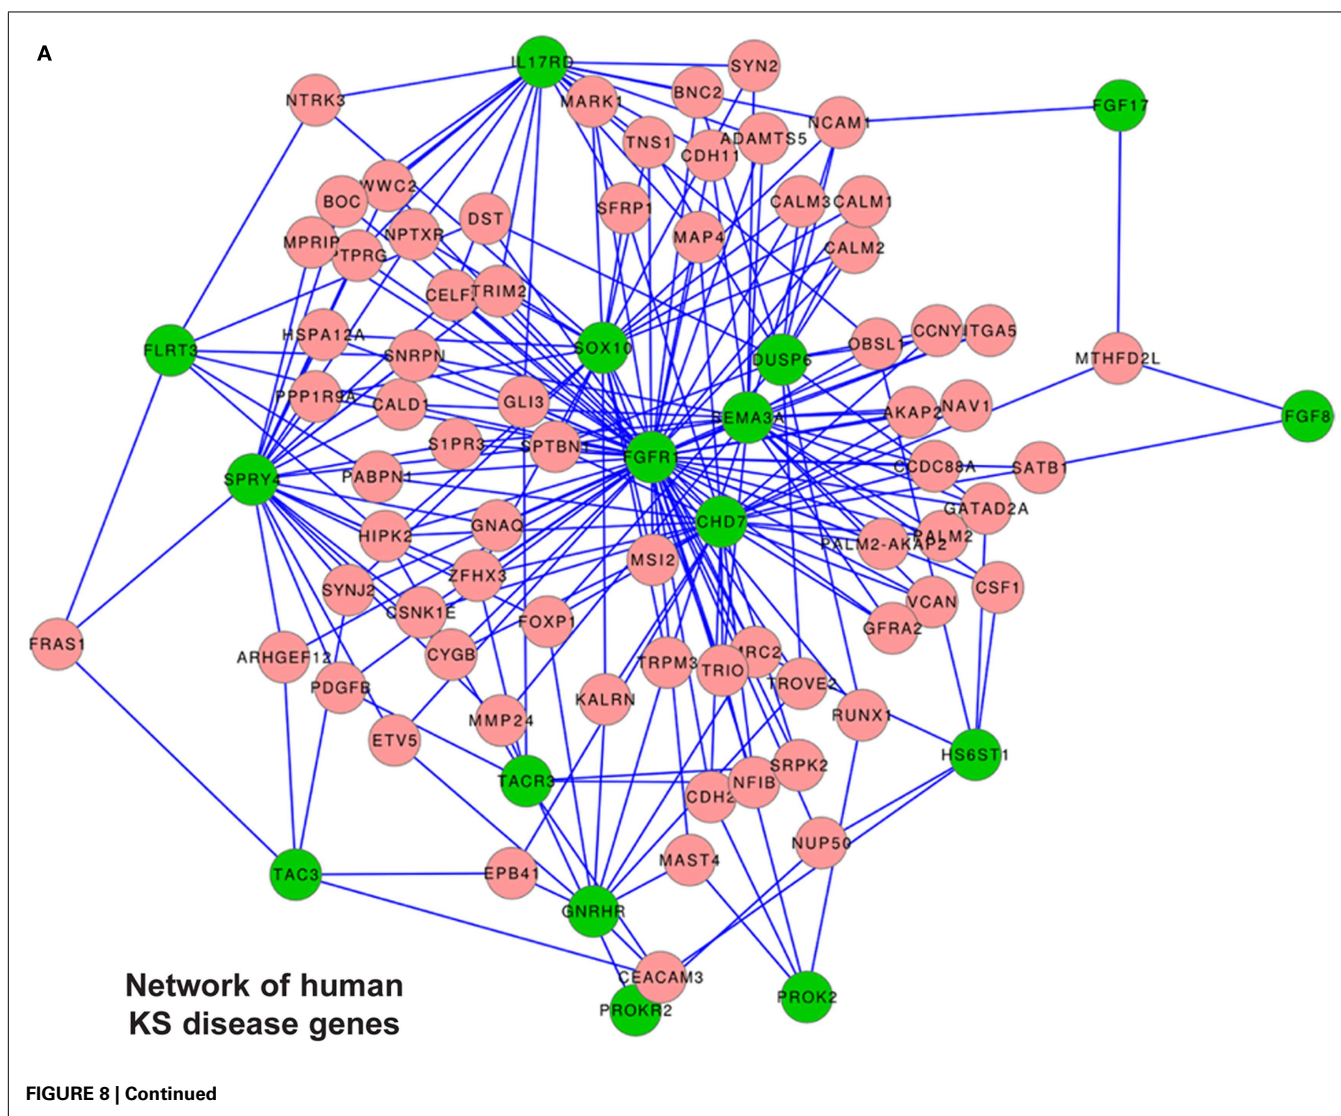 A
IL17RD
SYN2
NTRK3
MARK1
BNC2
FGF17
NCAM1
TNS1
ADAMTS5
CDH11
WWC2
BOC
SFRP1
CALM3
CALM1
DST
NPTXR
MAP4
MPRIP
PTPRG
CALM2
TRIM2
HSPA12A
CCNY
ITGA5
FLRT3
SNRPN
SOX10
DUSP6
OBSL1
MTHFD2L
PPP1R9A
CALD1
GLI3
SEMA3A
AKAP2
NAV1
FGF8
S1PR3
SPTBN1
FGFR1
CCDC88A
SATB1
SPRY4
PABPN1
GATAD2A
HIPK2
GNAQ
CHD7
PALM2-AKAP2
PALM2
MSI2
SYNJ2
ZFHX3
CSF1
CSNK1E
FOXP1
VCAN
GFRA2
FRAS1
ARHGEF12
CYGB
TRPM3
TRIO
MRC2
TROVE2
PDGFB
KALRN
RUNX1
MMP24
ETV5
HS6ST1
TACR3
CDH2
NFIB
SRPK2
NUP50
TAC3
EPB41
MAST4
GNRHR
CEACAM3
PROKR2
PROK2
Network of human
KS disease genes
FIGURE 8 | Continued